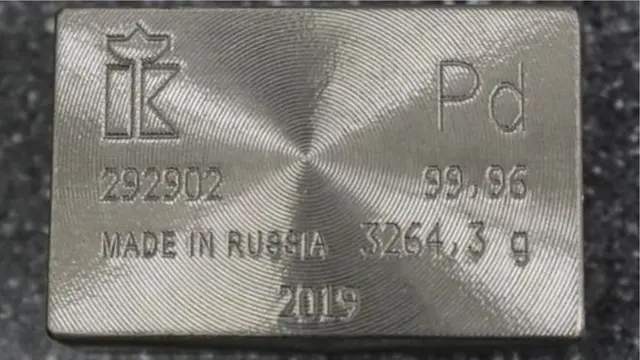 Pd
292902 99,96
MADE IN RUSSIA 3264,3 g
2019